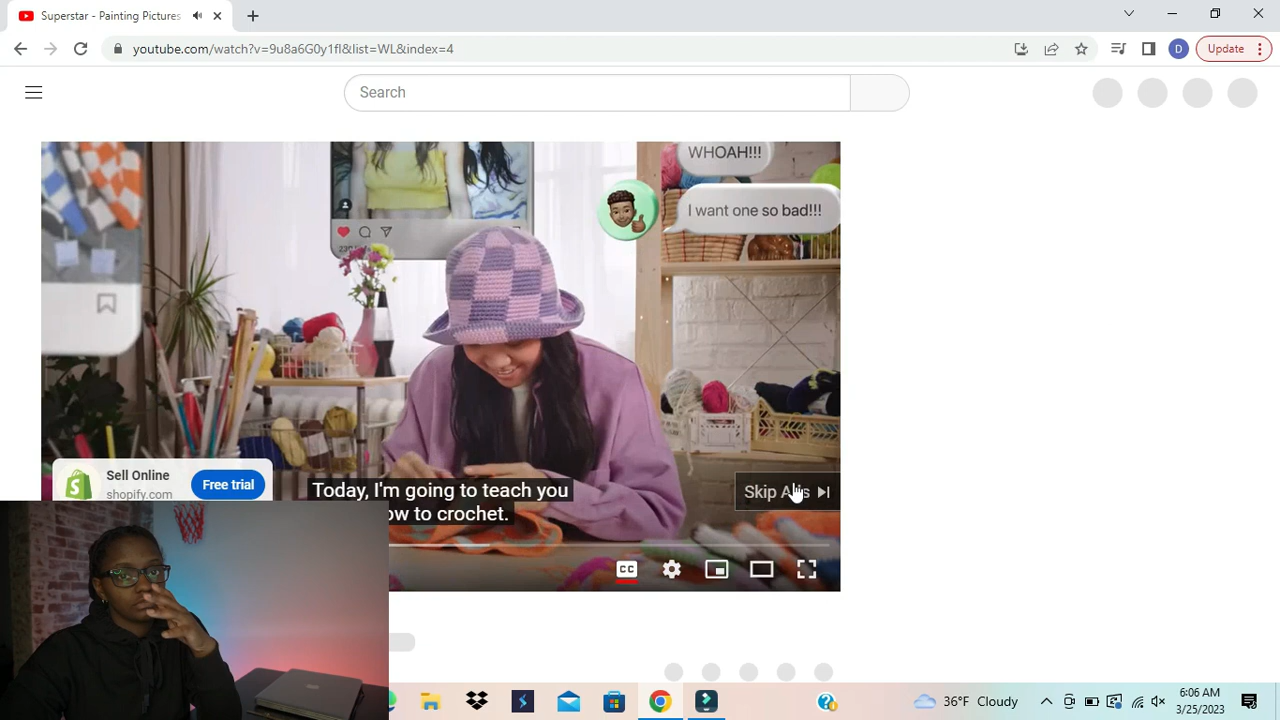 Superstar - Painting Pictures
youtube.com/watch?v=9u8a6G0y1fI&list=WL&index=4
D
Update
Search
WHOAH!!!
I want one so bad!!!
Sell Online
shopify.com
Free trial
Today, I'm going to teach you
ow to crochet.
Skip Ads
CC
36°F Cloudy
6:06 AM
3/25/2023